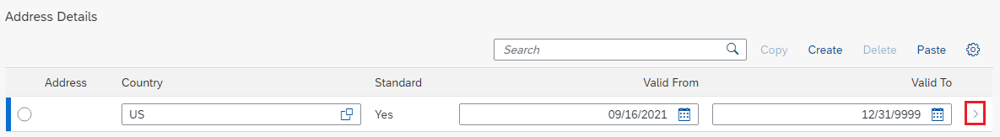 Address Details
Search Copy Create Delete Paste
Address Country Standard Valid From Valid To
US Yes 09/16/2021 12/31/9999